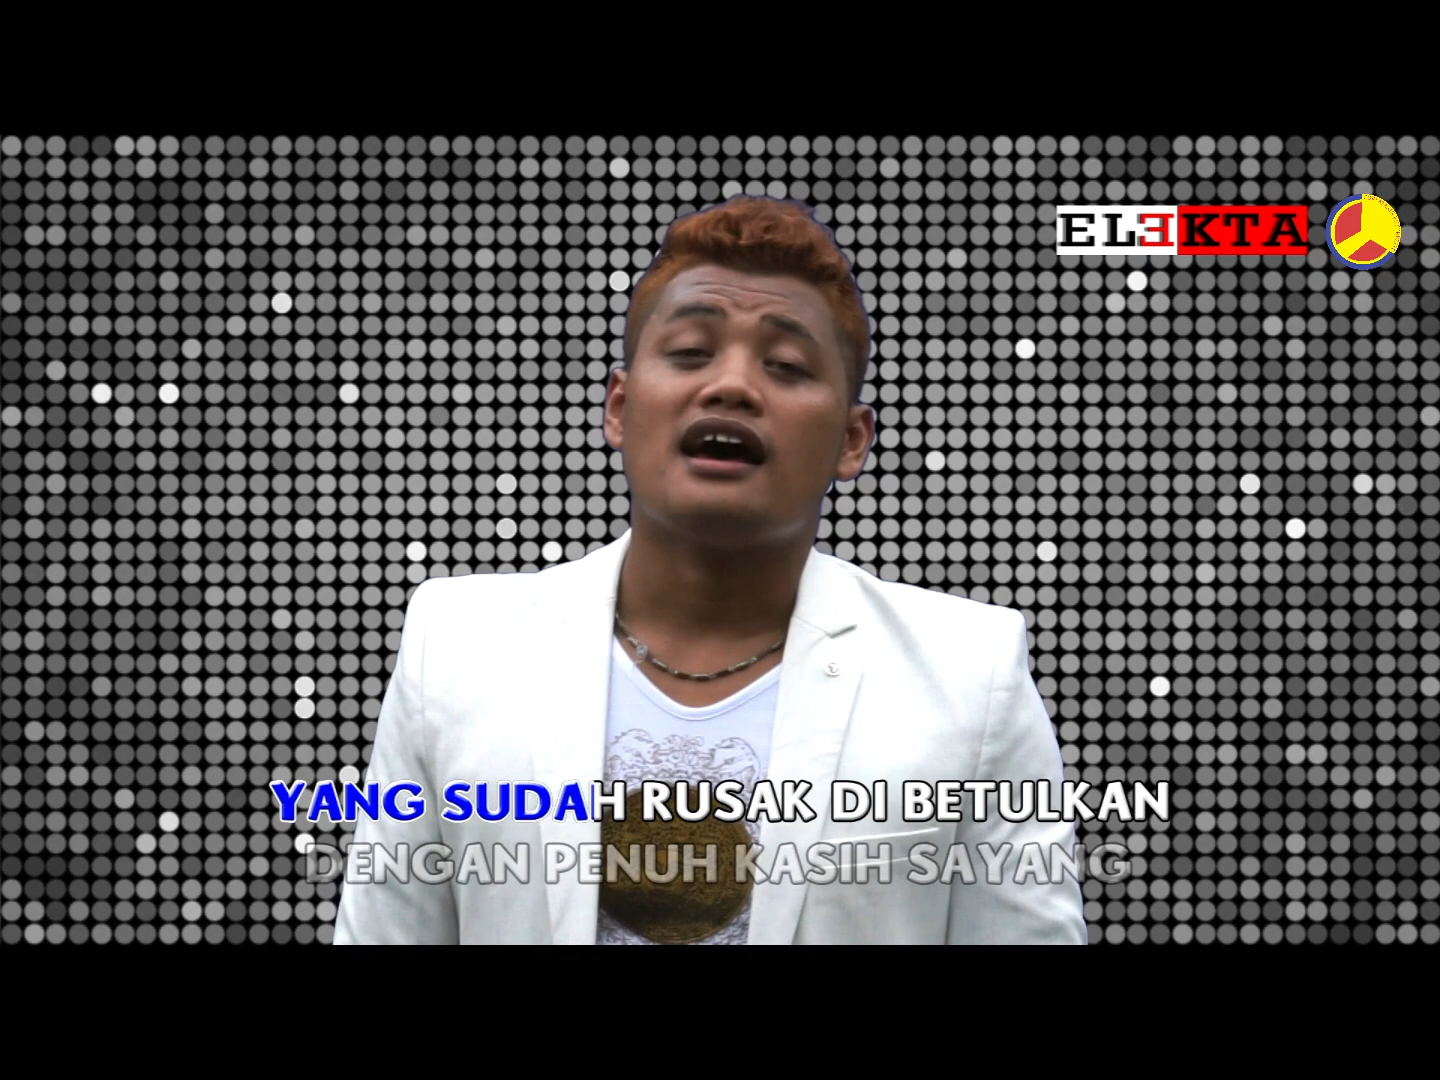 ELEKTA
YANG SUDAH RUSAK DI BETULKAN
DENGAN PENUH KASIH SAYANG